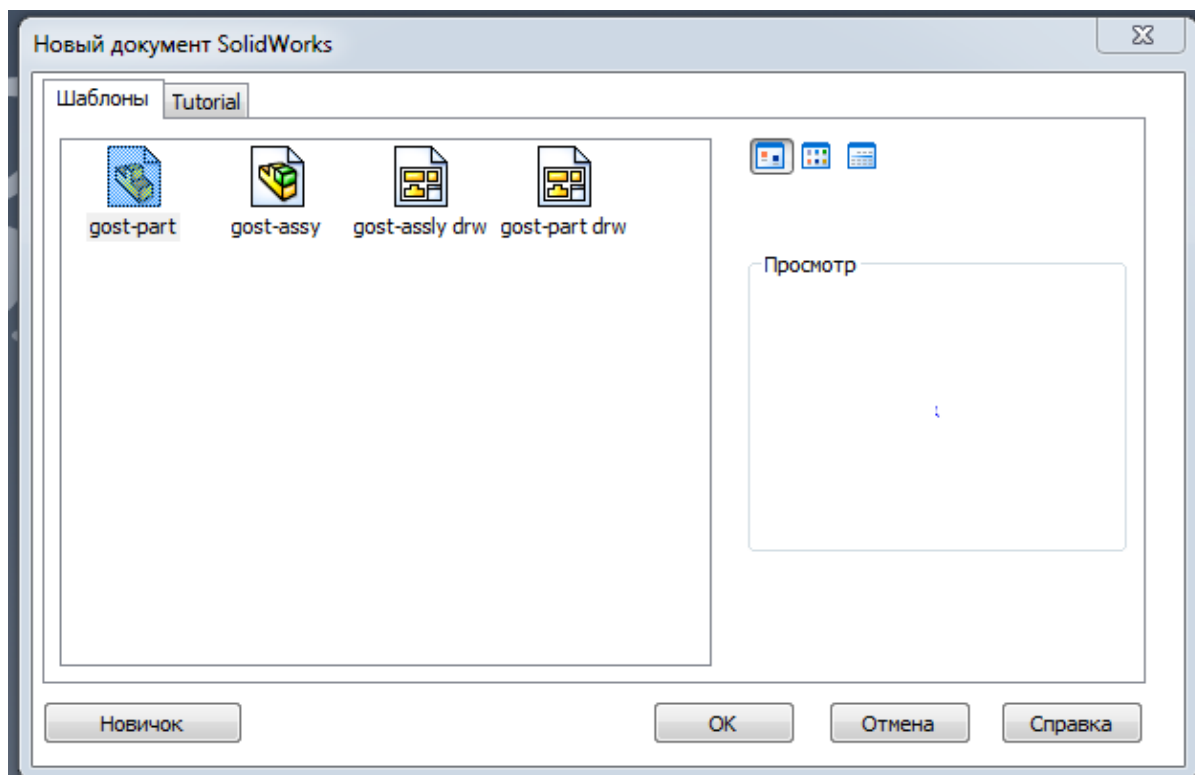 Новый документ SolidWorks
Шаблоны Tutorial
gost-part gost-assy gost-assly drw gost-part drw
Просмотр
Новичок OK Отмена Справка